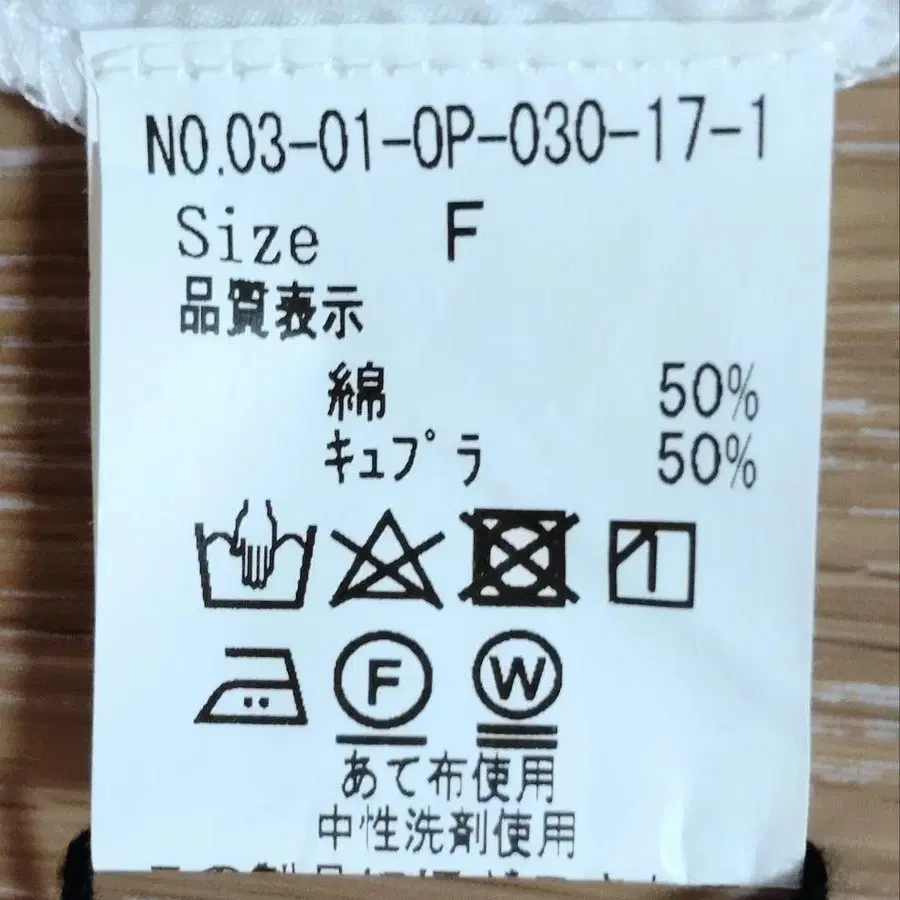 NO.03-01-OP-030-17-1
Size F
品質表示
綿 50%
キュプラ 50%
F W
あて布使用
中性洗剤使用